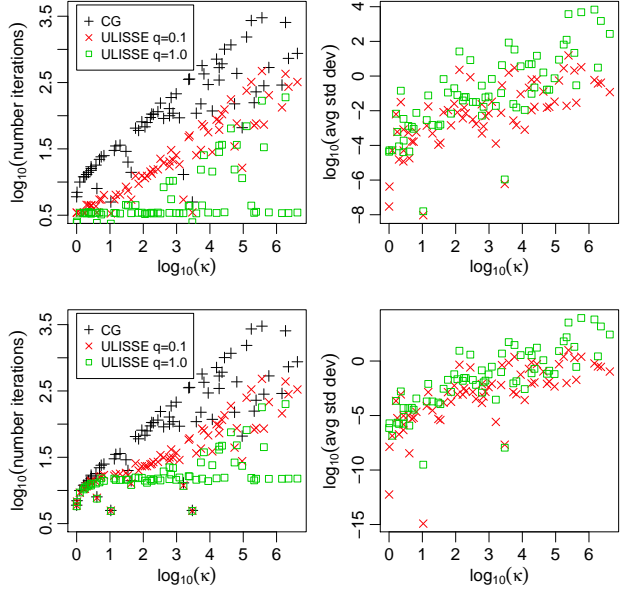 log10(number iterations)
3.5
2.5
1.5
0.5
CG
ULISSE q=0.1
ULISSE q=1.0
0 1 2 3 4 5 6
log10(κ)
log10(avg std dev)
4
2
0
−2
−4
−6
−8
0 1 2 3 4 5 6
log10(κ)
log10(number iterations)
3.5
2.5
1.5
0.5
CG
ULISSE q=0.1
ULISSE q=1.0
0 1 2 3 4 5 6
log10(κ)
log10(avg std dev)
0
−5
−10
−15
0 1 2 3 4 5 6
log10(κ)